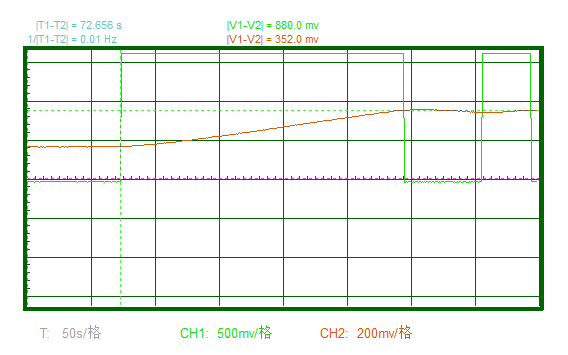 |T1-T2| = 72.656 s |V1-V2| = 880.0 mv
1/|T1-T2| = 0.01 Hz |V1-V2| = 352.0 mv
T: 50s/格 CH1: 500mv/格 CH2: 200mv/格